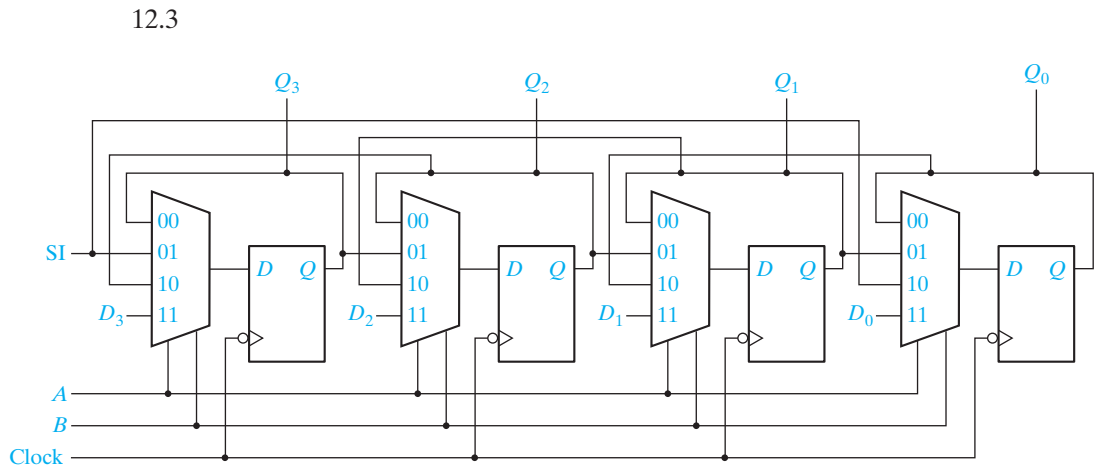 12.3
Q3 Q2 Q1 Q0
00 00 00 00
SI 01 01 01 01
D Q D Q D Q D Q
10 10 10 10
D3 11 D2 11 D1 11 D0 11
A
B
Clock